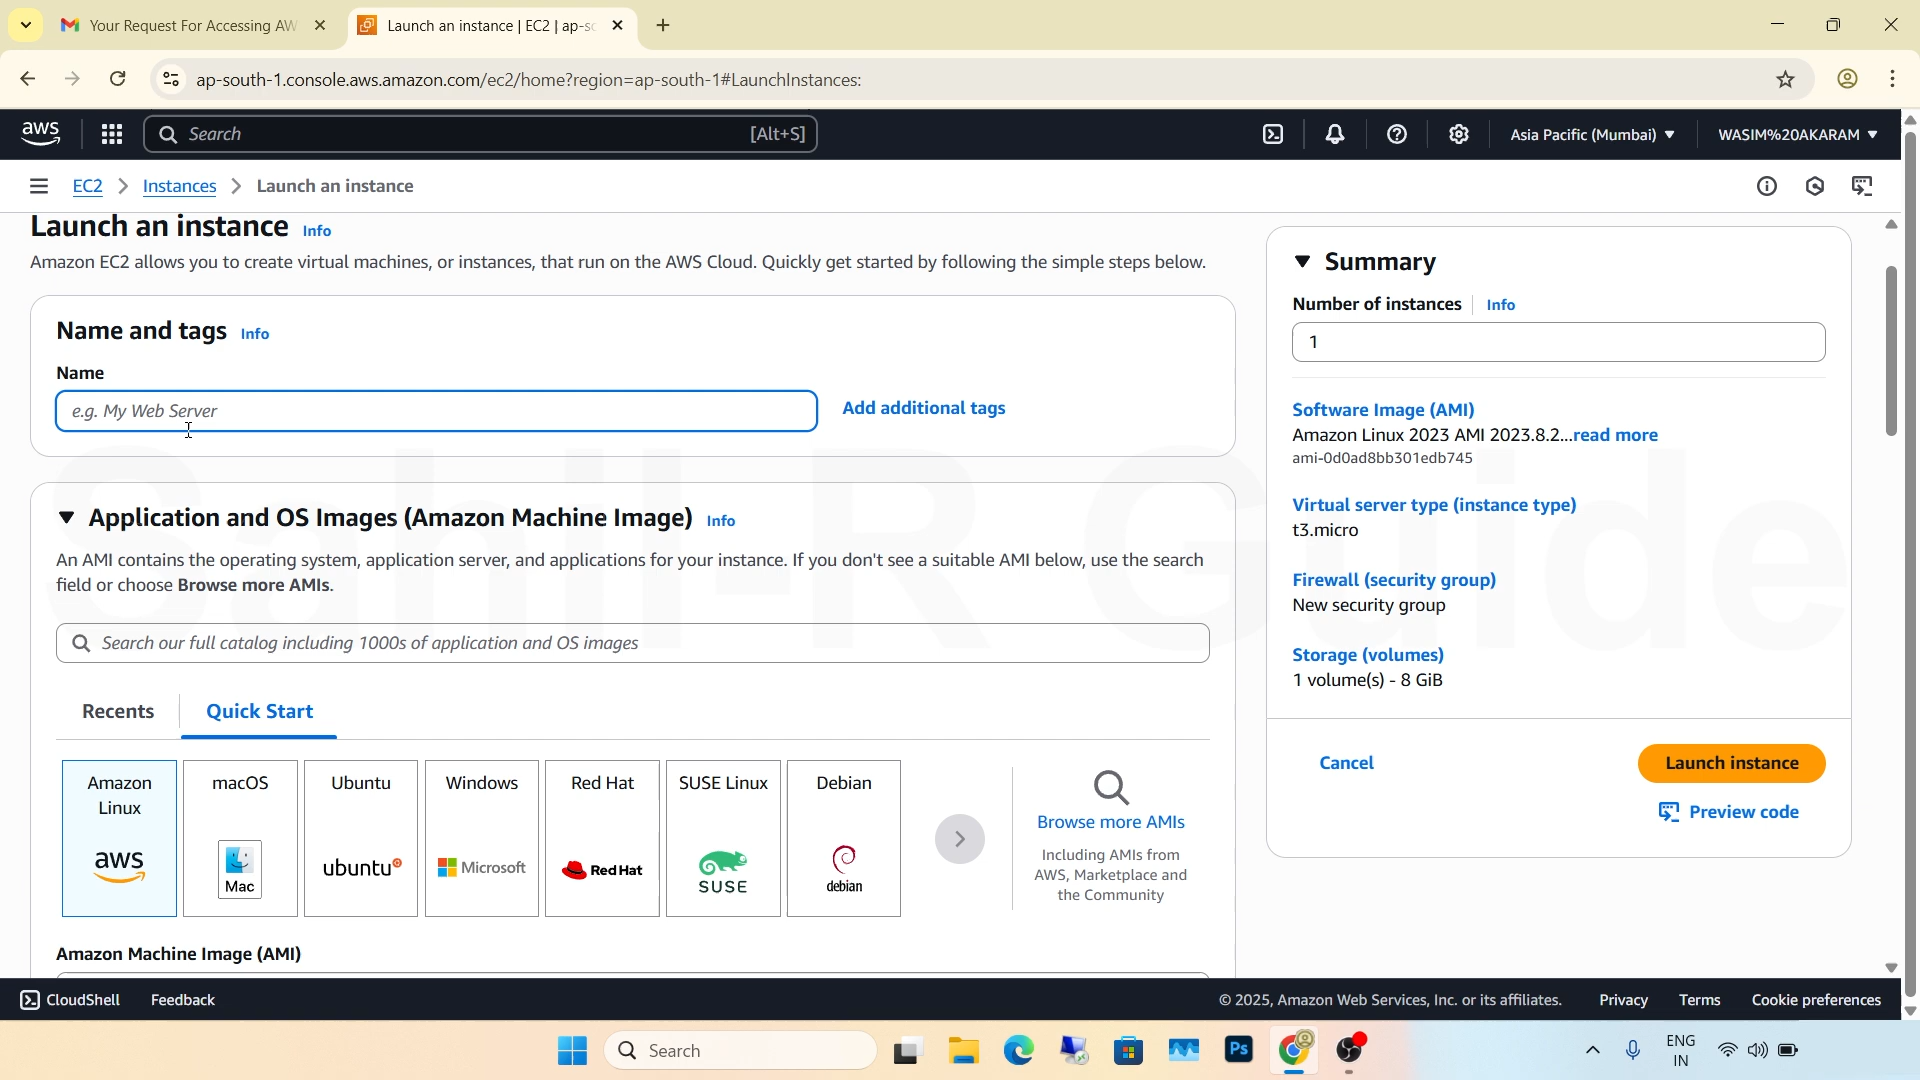 Your Request For Accessing AW
Launch an instance | EC2 | ap-so
ap-south-1.console.aws.amazon.com/ec2/home?region=ap-south-1#LaunchInstances:
aws
Search
[Alt+S]
Asia Pacific (Mumbai)
WASIM%20AKARAM
EC2
Instances
Launch an instance
Launch an instance Info
Amazon EC2 allows you to create virtual machines, or instances, that run on the AWS Cloud. Quickly get started by following the simple steps below.
Name and tags Info
Name
e.g. My Web Server
Add additional tags
Application and OS Images (Amazon Machine Image) Info
An AMI contains the operating system, application server, and applications for your instance. If you don't see a suitable AMI below, use the search
field or choose Browse more AMIs.
Search our full catalog including 1000s of application and OS images
Recents
Quick Start
Amazon
Linux
aws
macOS
Mac
Ubuntu
ubuntu
Windows
Microsoft
Red Hat
Red Hat
SUSE Linux
SUSE
Debian
debian
Browse more AMIs
Including AMIs from
AWS, Marketplace and
the Community
Amazon Machine Image (AMI)
Summary
Number of instances Info
1
Software Image (AMI)
Amazon Linux 2023 AMI 2023.8.2...read more
ami-0d0ad8bb301edb745
Virtual server type (instance type)
t3.micro
Firewall (security group)
New security group
Storage (volumes)
1 volume(s) - 8 GiB
Cancel
Launch instance
Preview code
Sahil-R Guide
CloudShell
Feedback
© 2025, Amazon Web Services, Inc. or its affiliates.
Privacy
Terms
Cookie preferences
Search
Ps
ENG
IN